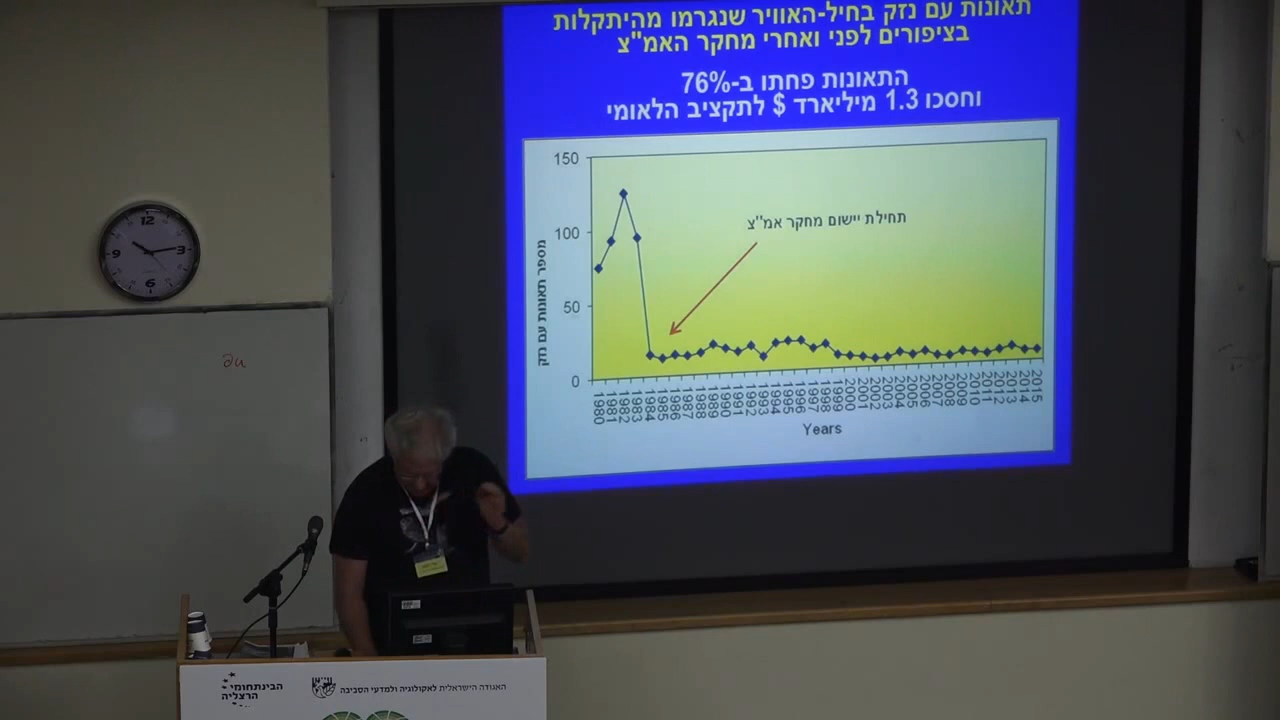 תאונות עם נזק בחיל-האוויר שנגרמו מהיתקלות
בציפורים לפני ואחרי מחקר האמ"צ
התאונות פחתו ב-76%
וחסכו 1.3 מיליארד $ לתקציב הלאומי
תחילת יישום מחקר אמ"צ
מספר תאונות עם נזק
150
100
50
0
1980 1981 1982 1983 1984 1985 1986 1987 1988 1989 1990 1991 1992 1993 1994 1995 1996 1997 1998 1999 2000 2001 2002 2003 2004 2005 2006 2007 2008 2009 2010 2011 2012 2013 2014 2015
Years
12
3
6
9
האגודה הישראלית לאקולוגיה ולמדעי הסביבה
הבינתחומי
הרצליה